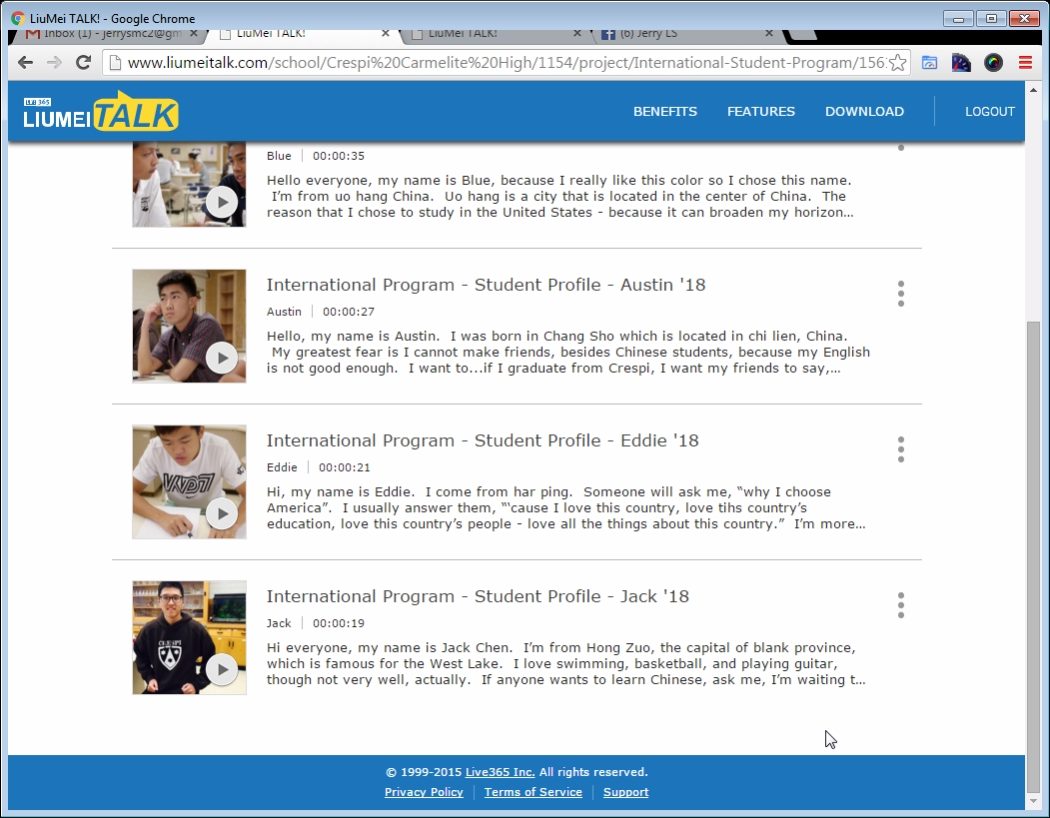 LiuMei TALK! - Google Chrome
Inbox (1) - jerrysmc2@gm
LiuMei TALK!
LiuMei TALK!
(6) Jerry LS
www.liumeitalk.com/school/Crespi%20Carmelite%20High/1154/project/International-Student-Program/156
LIVE 365
LIUMEI TALK
BENEFITS
FEATURES
DOWNLOAD
LOGOUT
Blue | 00:00:35
Hello everyone, my name is Blue, because I really like this color so I chose this name.
I'm from uo hang China. Uo hang is a city that is located in the center of China. The
reason that I chose to study in the United States - because it can broaden my horizon...
International Program - Student Profile - Austin '18
Austin | 00:00:27
Hello, my name is Austin. I was born in Chang Sho which is located in chi lien, China.
My greatest fear is I cannot make friends, besides Chinese students, because my English
is not good enough. I want to...if I graduate from Crespi, I want my friends to say,...
International Program - Student Profile - Eddie '18
Eddie | 00:00:21
Hi, my name is Eddie. I come from har ping. Someone will ask me, “why I choose
America”. I usually answer them, “‘cause I love this country, love tihs country’s
education, love this country’s people - love all the things about this country.” I’m more...
International Program - Student Profile - Jack '18
Jack | 00:00:19
Hi everyone, my name is Jack Chen. I’m from Hong Zuo, the capital of blank province,
which is famous for the West Lake. I love swimming, basketball, and playing guitar,
though not very well, actually. If anyone wants to learn Chinese, ask me, I’m waiting t...
© 1999-2015 Live365 Inc. All rights reserved.
Privacy Policy | Terms of Service | Support